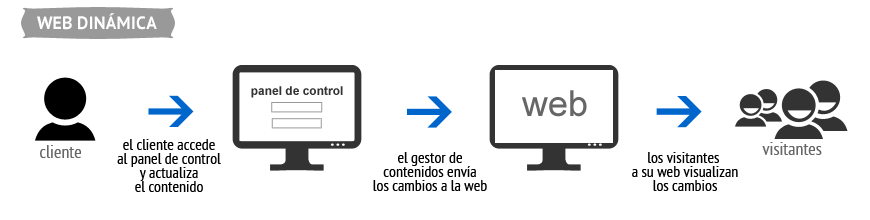 WEB DINÁMICA
panel de control
web
cliente
el cliente accede
al panel de control
y actualiza
el contenido
el gestor de
contenidos envía
los cambios a la web
los visitantes
a su web visualizan
los cambios
visitantes